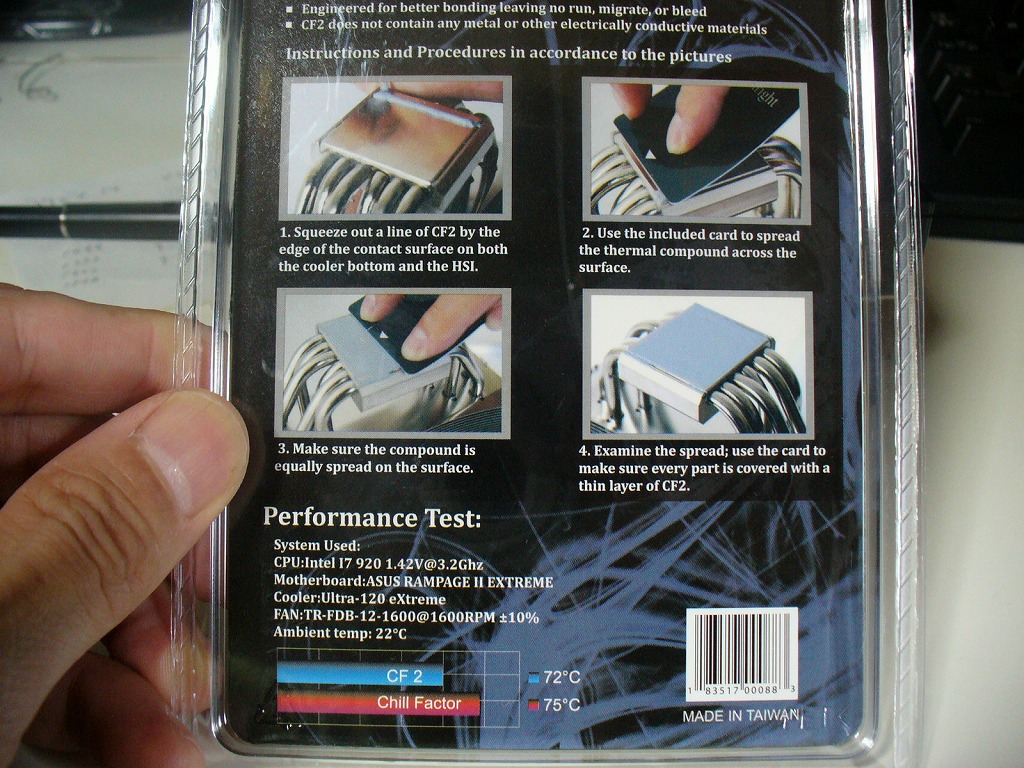 ▪ Engineered for better bonding leaving no run, migrate, or bleed
▪ CF2 does not contain any metal or other electrically conductive materials
Instructions and Procedures in accordance to the pictures
1. Squeeze out a line of CF2 by the
edge of the contact surface on both
the cooler bottom and the HSI.
2. Use the included card to spread
the thermal compound across the
surface.
3. Make sure the compound is
equally spread on the surface.
4. Examine the spread; use the card to
make sure every part is covered with a
thin layer of CF2.
Performance Test:
System Used:
CPU:Intel I7 920 1.42V@3.2Ghz
Motherboard:ASUS RAMPAGE II EXTREME
Cooler:Ultra-120 eXtreme
FAN:TR-FDB-12-1600@1600RPM ±10%
Ambient temp: 22°C
CF 2 72°C
Chill Factor 75°C
1 83517 00088 3
MADE IN TAIWAN